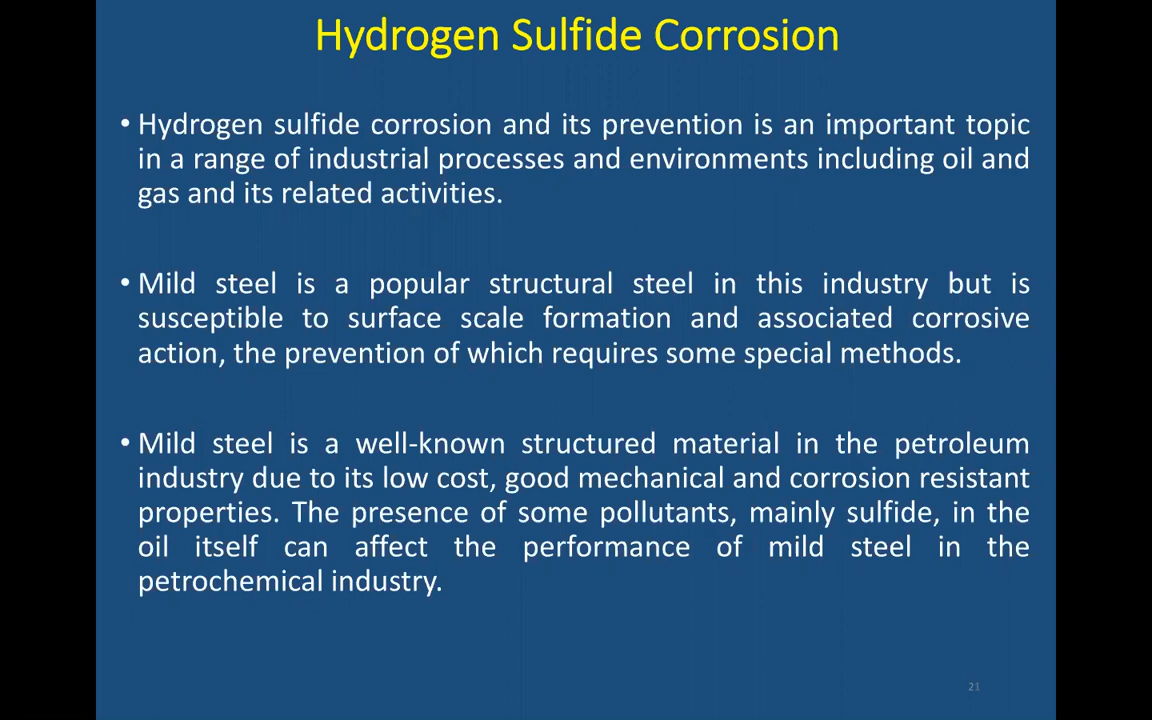 Hydrogen Sulfide Corrosion
• Hydrogen sulfide corrosion and its prevention is an important topic
in a range of industrial processes and environments including oil and
gas and its related activities.
• Mild steel is a popular structural steel in this industry but is
susceptible to surface scale formation and associated corrosive
action, the prevention of which requires some special methods.
• Mild steel is a well-known structured material in the petroleum
industry due to its low cost, good mechanical and corrosion resistant
properties. The presence of some pollutants, mainly sulfide, in the
oil itself can affect the performance of mild steel in the
petrochemical industry.
21